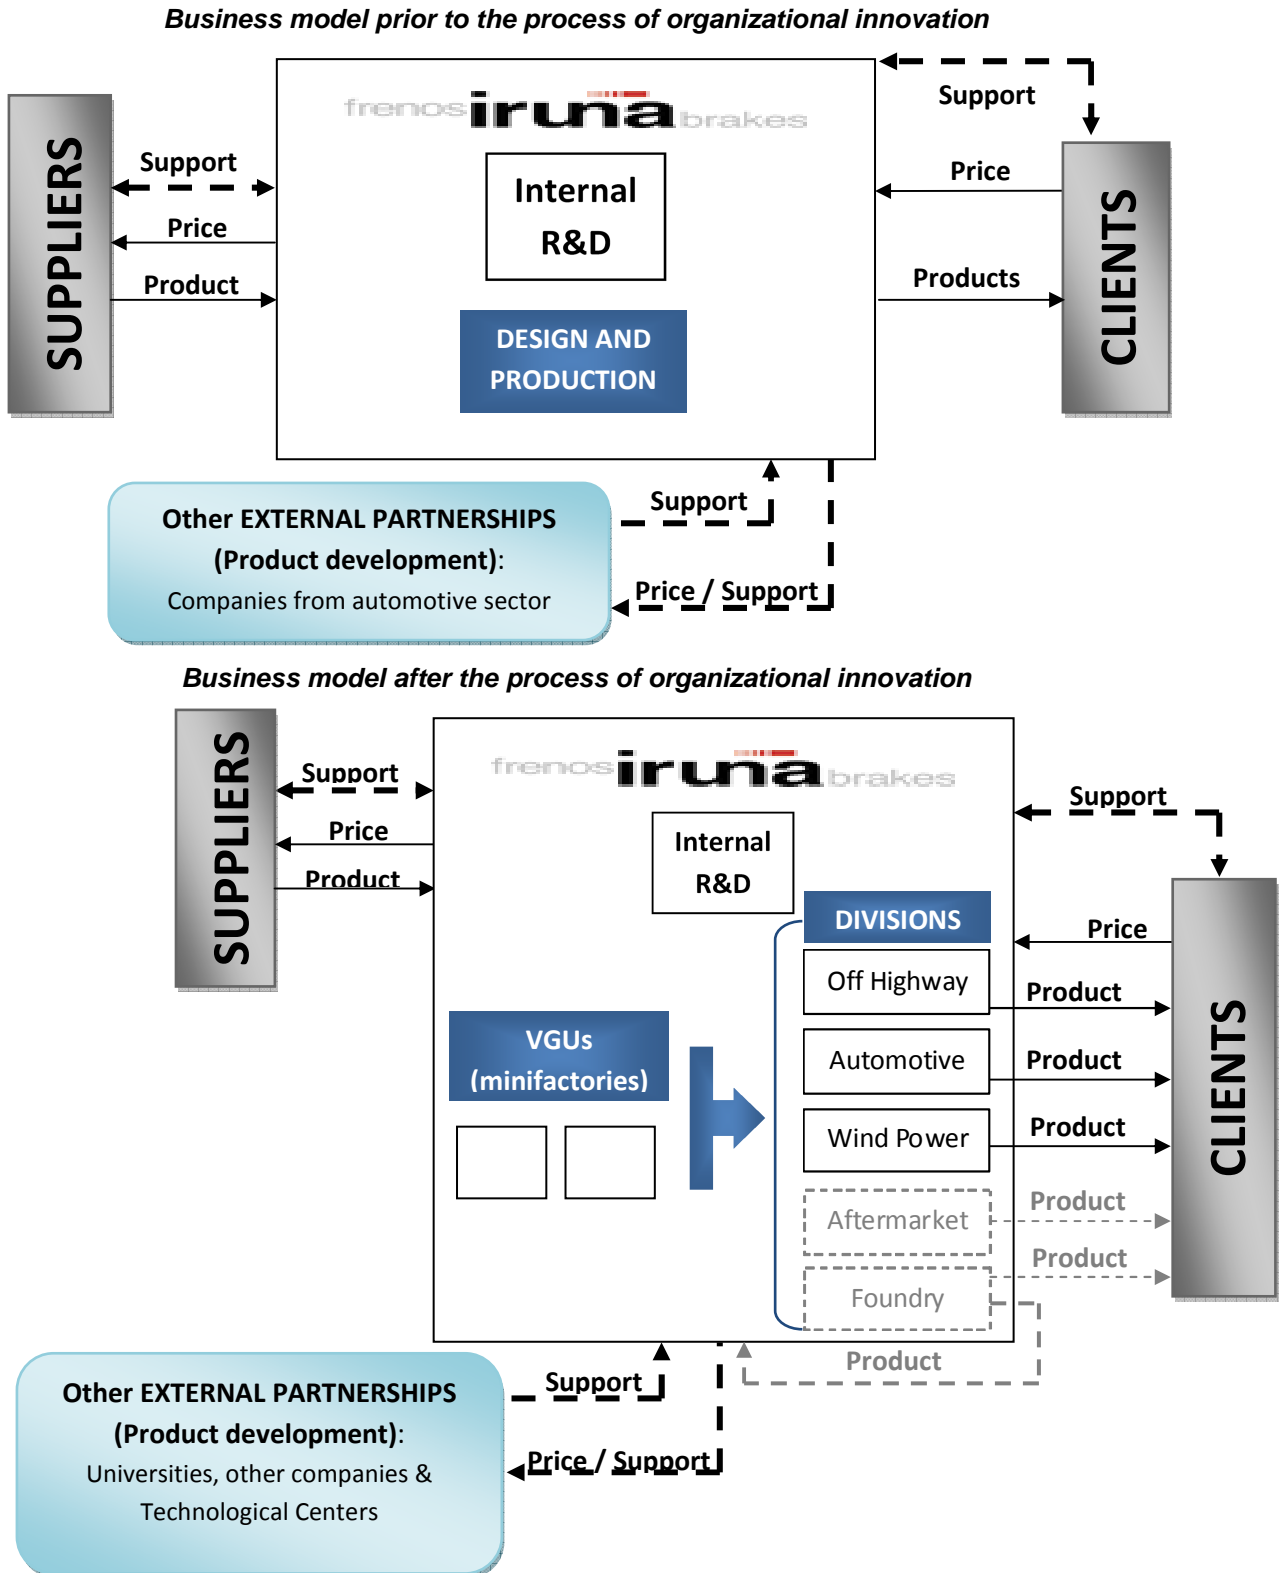 Business model prior to the process of organizational innovation
frenos iruña brakes
Support
SUPPLIERS
Support
Price
Product
Internal
R&D
DESIGN AND
PRODUCTION
Price
Products
CLIENTS
Other EXTERNAL PARTNERSHIPS
(Product development):
Companies from automotive sector
Support
Price / Support
Business model after the process of organizational innovation
SUPPLIERS
Support
Price
Product
frenos iruña brakes
Internal
R&D
Support
DIVISIONS
Price
Off Highway
Product
VGUs
(minifactories)
Automotive
Product
Wind Power
Product
Aftermarket
Product
Foundry
Product
Product
CLIENTS
Other EXTERNAL PARTNERSHIPS
(Product development):
Universities, other companies &
Technological Centers
Support
Price / Support